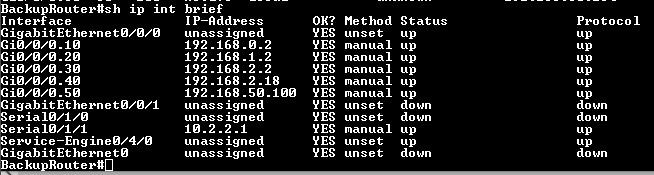 BackupRouter#sh ip int brief
Interface IP-Address OK? Method Status Protocol
GigabitEthernet0/0/0 unassigned YES unset up up
Gi0/0/0.10 192.168.0.2 YES manual up up
Gi0/0/0.20 192.168.1.2 YES manual up up
Gi0/0/0.30 192.168.2.2 YES manual up up
Gi0/0/0.40 192.168.2.18 YES manual up up
Gi0/0/0.50 192.168.50.100 YES manual up up
GigabitEthernet0/0/1 unassigned YES unset down down
Serial0/1/0 unassigned YES unset down down
Serial0/1/1 10.2.2.1 YES manual up up
Service-Engine0/4/0 unassigned YES unset up up
GigabitEthernet0 unassigned YES unset down down
BackupRouter#